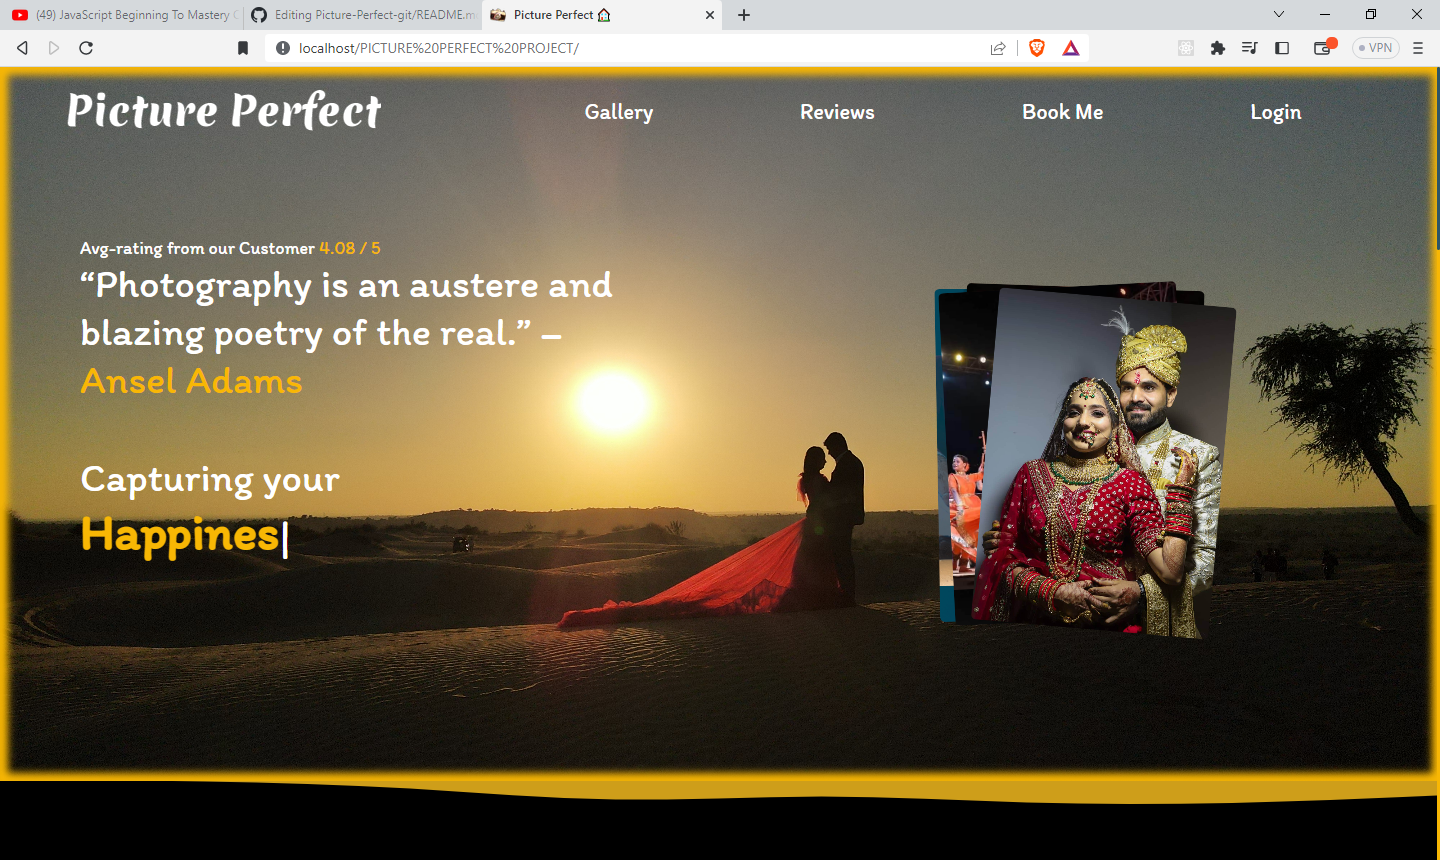 (49) JavaScript Beginning To Mastery
Editing Picture-Perfect-git/README.m
Picture Perfect
localhost/PICTURE%20PERFECT%20PROJECT/
VPN
Picture Perfect
Gallery
Reviews
Book Me
Login
Avg-rating from our Customer 4.08 / 5
“Photography is an austere and
blazing poetry of the real.” –
Ansel Adams
Capturing your
Happines|